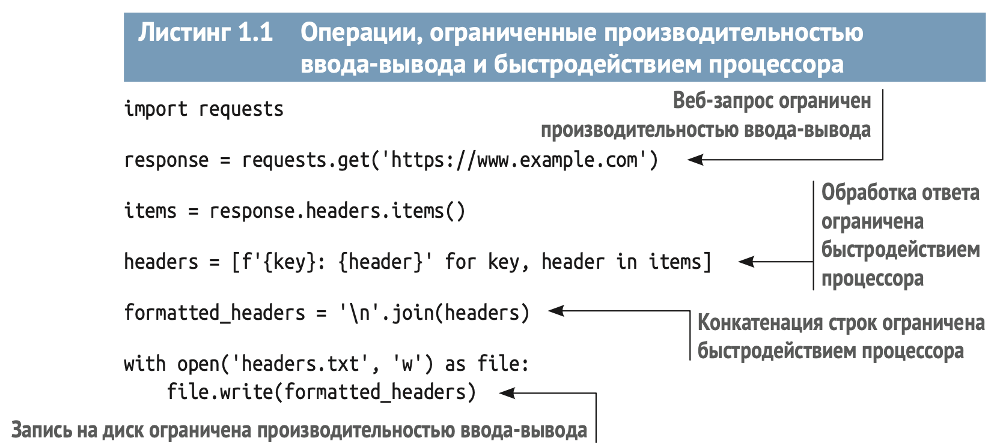 Листинг 1.1 Операции, ограниченные производительностью
ввода-вывода и быстродействием процессора
Веб-запрос ограничен
производительностью ввода-вывода
import requests
response = requests.get('https://www.example.com')
items = response.headers.items()
Обработка ответа
ограничена
быстродействием
процессора
headers = [f'{key}: {header}' for key, header in items]
formatted_headers = '\n'.join(headers)
Конкатенация строк ограничена
быстродействием процессора
with open('headers.txt', 'w') as file:
    file.write(formatted_headers)
Запись на диск ограничена производительностью ввода-вывода